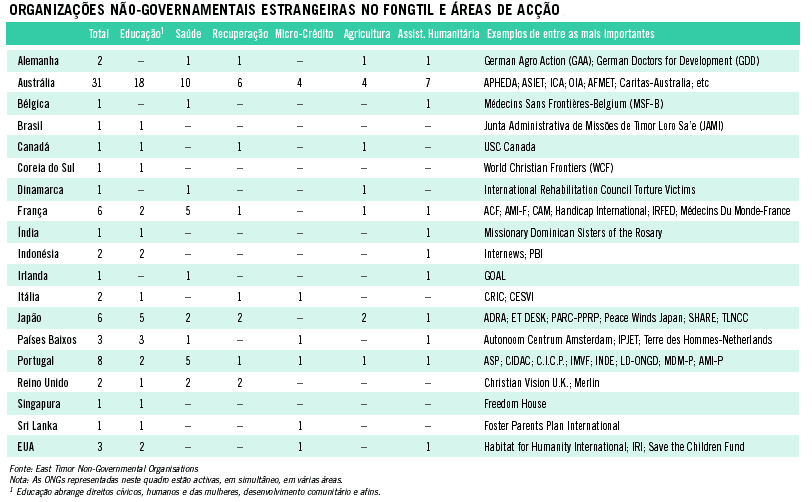 ORGANIZAÇÕES NÃO-GOVERNAMENTAIS ESTRANGEIRAS NO FONGTIL E ÁREAS DE ACÇÃO
Total Educação¹ Saúde Recuperação Micro-Crédito Agricultura Assist. Humanitária Exemplos de entre as mais importantes
Alemanha 2 – 1 1 – 1 1 German Agro Action (GAA); German Doctors for Development (GDD)
Austrália 31 18 10 6 4 4 7 APHEDA; ASIET; ICA; OIA; AFMET; Caritas-Australia; etc
Bélgica 1 – 1 – – – 1 Médecins Sans Frontières-Belgium (MSF-B)
Brasil 1 1 – – – – – Junta Administrativa de Missões de Timor Loro Sa'e (JAMI)
Canadá 1 1 – 1 – 1 – USC Canada
Coreia do Sul 1 1 – – – – – World Christian Frontiers (WCF)
Dinamarca 1 – 1 – – 1 – International Rehabilitation Council Torture Victims
França 6 2 5 1 – 1 1 ACF; AMI-F; CAM; Handicap International; IRFED; Médecins Du Monde-France
Índia 1 1 – – – – 1 Missionary Dominican Sisters of the Rosary
Indonésia 2 2 – – – – 1 Internews; PBI
Irlanda 1 – 1 – – – 1 GOAL
Itália 2 1 – 1 1 – – CRIC; CESVI
Japão 6 5 2 2 – 2 1 ADRA; ET DESK; PARC-PPRP; Peace Winds Japan; SHARE; TLNCC
Países Baixos 3 3 1 – 1 – 1 Autonoom Centrum Amsterdam; IPJET; Terre des Hommes-Netherlands
Portugal 8 2 5 1 1 1 1 ASP; CIDAC; C.I.C.P.; IMVF; INDE; LD-ONGD; MDM-P; AMI-P
Reino Unido 2 1 2 2 – – – Christian Vision U.K.; Merlin
Singapura 1 1 – – – – – Freedom House
Sri Lanka 1 1 – – 1 – – Foster Parents Plan International
EUA 3 2 – – 1 – 1 Habitat for Humanity International; IRI; Save the Children Fund
Fonte: East Timor Non-Governmental Organisations
Nota: As ONGs representadas neste quadro estão activas, em simultâneo, em várias áreas.
¹ Educação abrange direitos cívicos, humanos e das mulheres, desenvolvimento comunitário e afins.